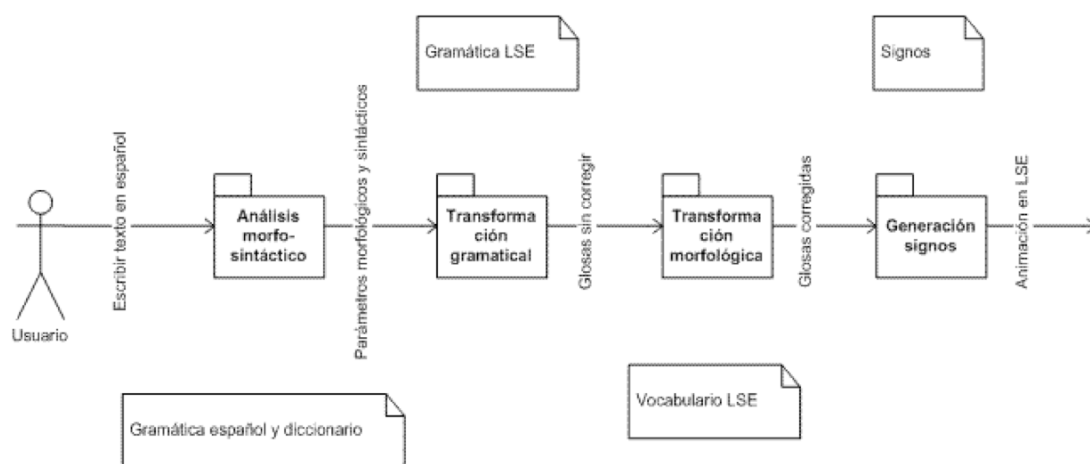 Gramática LSE
Signos
Usuario
Escribir texto en español
Análisis
morfo-
sintáctico
Parámetros morfológicos y sintácticos
Transforma
ción
gramatical
Glosas sin corregir
Transforma
ción
morfológica
Glosas corregidas
Generación
signos
Animación en LSE
Gramática español y diccionario
Vocabulario LSE